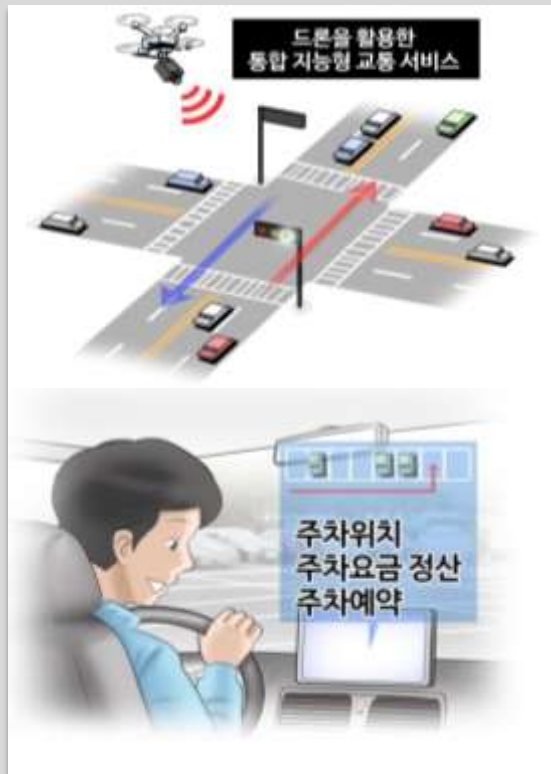 드론을 활용한
통합 지능형 교통 서비스
주차위치
주차요금 정산
주차예약